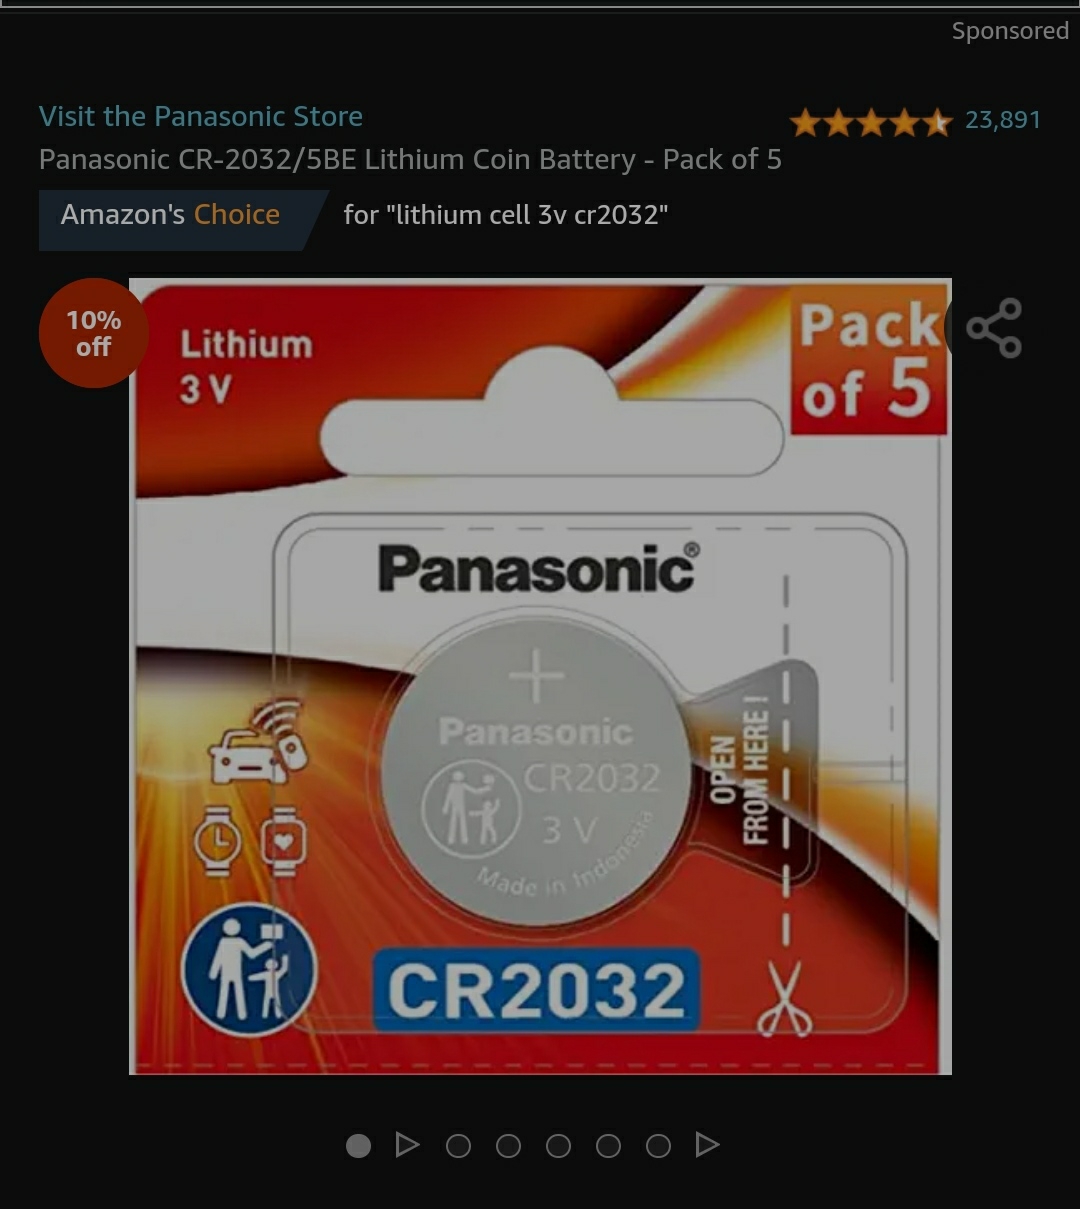 Sponsored
Visit the Panasonic Store
23,891
Panasonic CR-2032/5BE Lithium Coin Battery - Pack of 5
Amazon's Choice for "lithium cell 3v cr2032"
10%
off
Lithium
3 V
Pack
of 5
Panasonic®
+
Panasonic
CR2032
3 V
Made in Indonesia
OPEN
FROM HERE !
CR2032